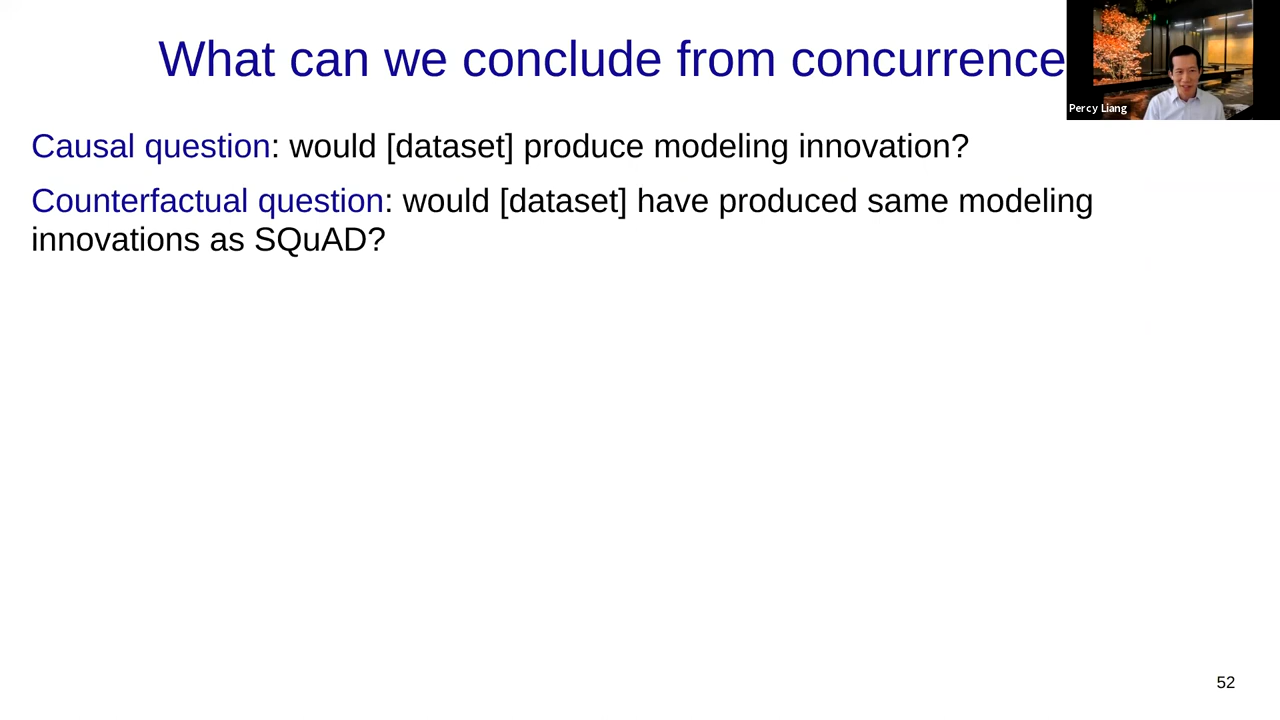 What can we conclude from concurrence
Percy Liang
Causal question: would [dataset] produce modeling innovation?
Counterfactual question: would [dataset] have produced same modeling
innovations as SQuAD?
52